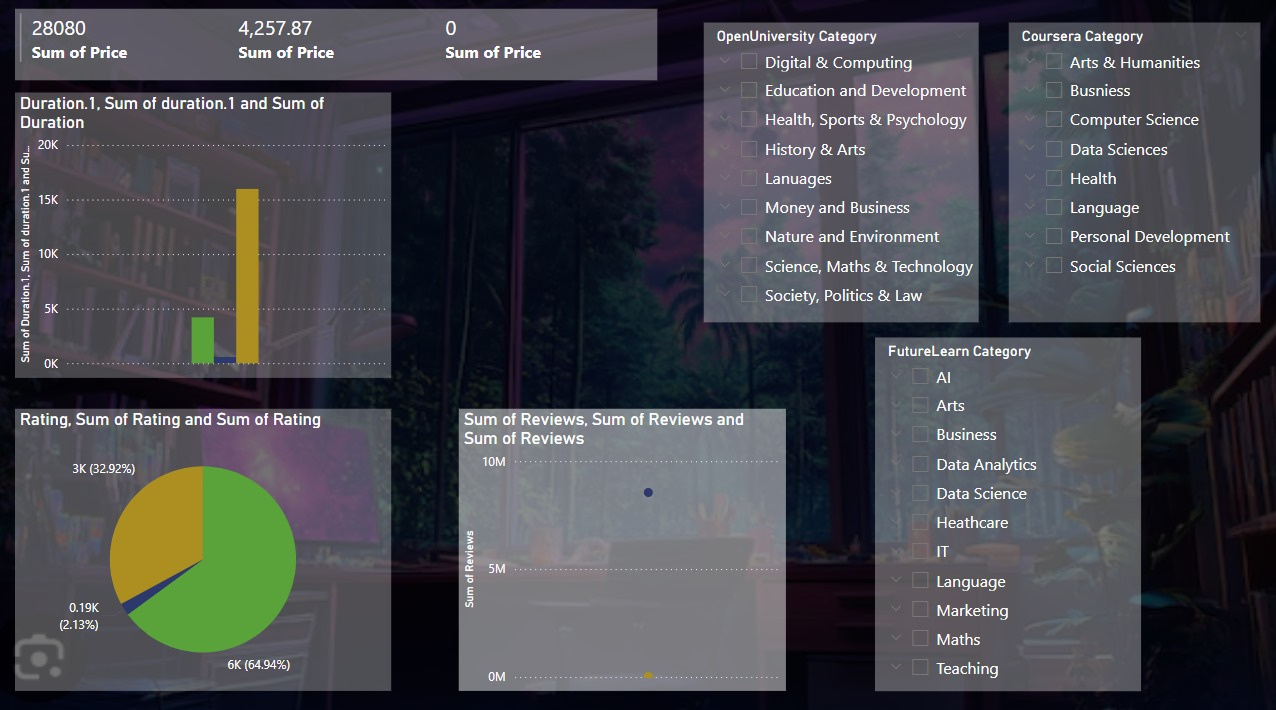 28080
Sum of Price
4,257.87
Sum of Price
0
Sum of Price
Duration.1, Sum of duration.1 and Sum of
Duration
Sum of Duration.1, Sum of duration.1 and Su...
20K
15K
10K
5K
0K
Rating, Sum of Rating and Sum of Rating
3K (32.92%)
0.19K
(2.13%)
6K (64.94%)
Sum of Reviews, Sum of Reviews and
Sum of Reviews
Sum of Reviews
10M
5M
0M
OpenUniversity Category
Digital & Computing
Education and Development
Health, Sports & Psychology
History & Arts
Lanuages
Money and Business
Nature and Environment
Science, Maths & Technology
Society, Politics & Law
Coursera Category
Arts & Humanities
Busniess
Computer Science
Data Sciences
Health
Language
Personal Development
Social Sciences
FutureLearn Category
AI
Arts
Business
Data Analytics
Data Science
Heathcare
IT
Language
Marketing
Maths
Teaching